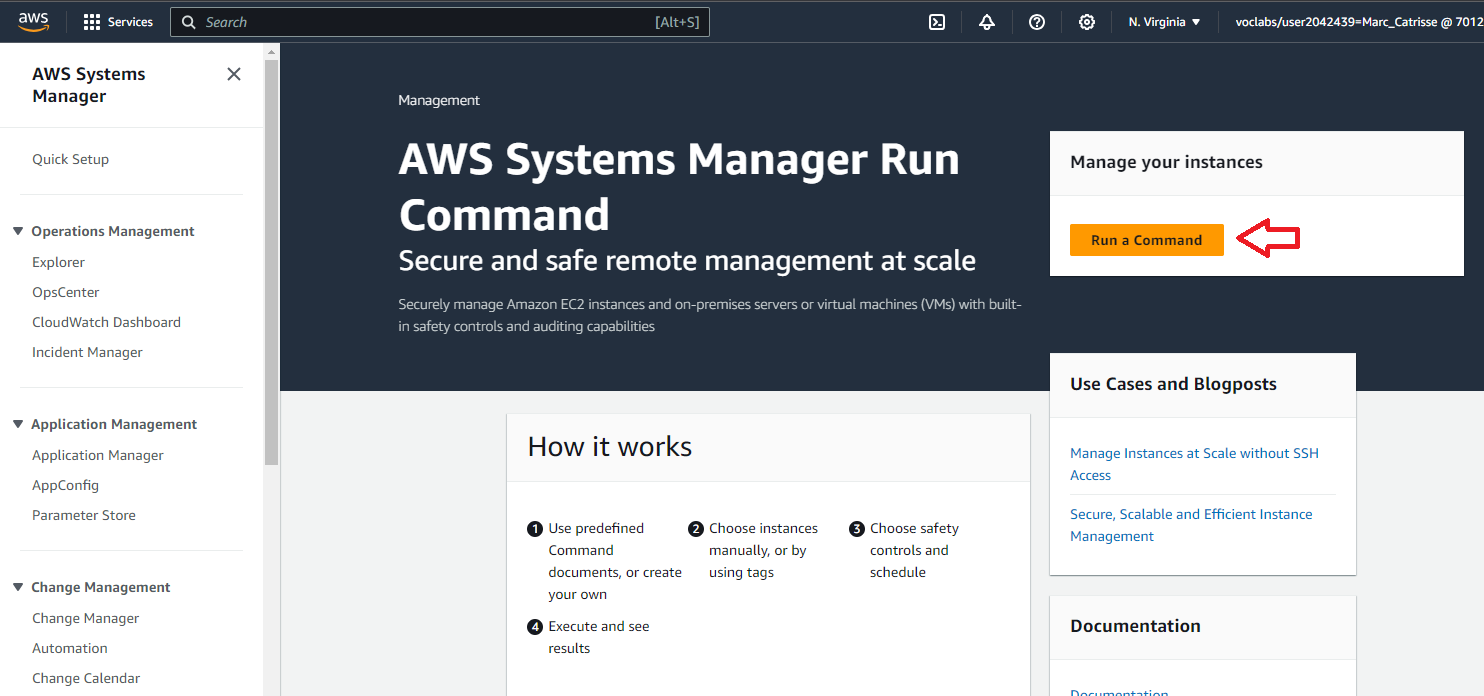 aws
Services
Search
[Alt+S]
N. Virginia
voclabs/user2042439=Marc_Catrisse @ 7012
AWS Systems
Manager
Quick Setup
Operations Management
Explorer
OpsCenter
CloudWatch Dashboard
Incident Manager
Application Management
Application Manager
AppConfig
Parameter Store
Change Management
Change Manager
Automation
Change Calendar
Management
AWS Systems Manager Run
Command
Secure and safe remote management at scale
Securely manage Amazon EC2 instances and on-premises servers or virtual machines (VMs) with built-
in safety controls and auditing capabilities
Manage your instances
Run a Command
How it works
1 Use predefined
Command
documents, or create
your own
2 Choose instances
manually, or by
using tags
3 Choose safety
controls and
schedule
4 Execute and see
results
Use Cases and Blogposts
Manage Instances at Scale without SSH
Access
Secure, Scalable and Efficient Instance
Management
Documentation
Documentation